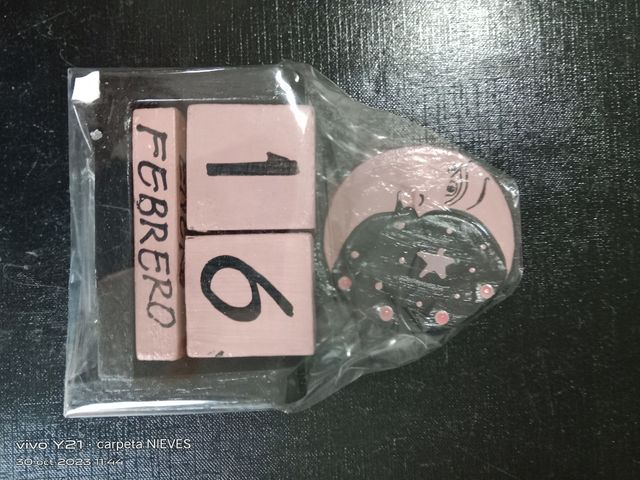 1 6
FEBRERO
vivo Y21 · carpeta NIEVES
30 oct 2023 11:44